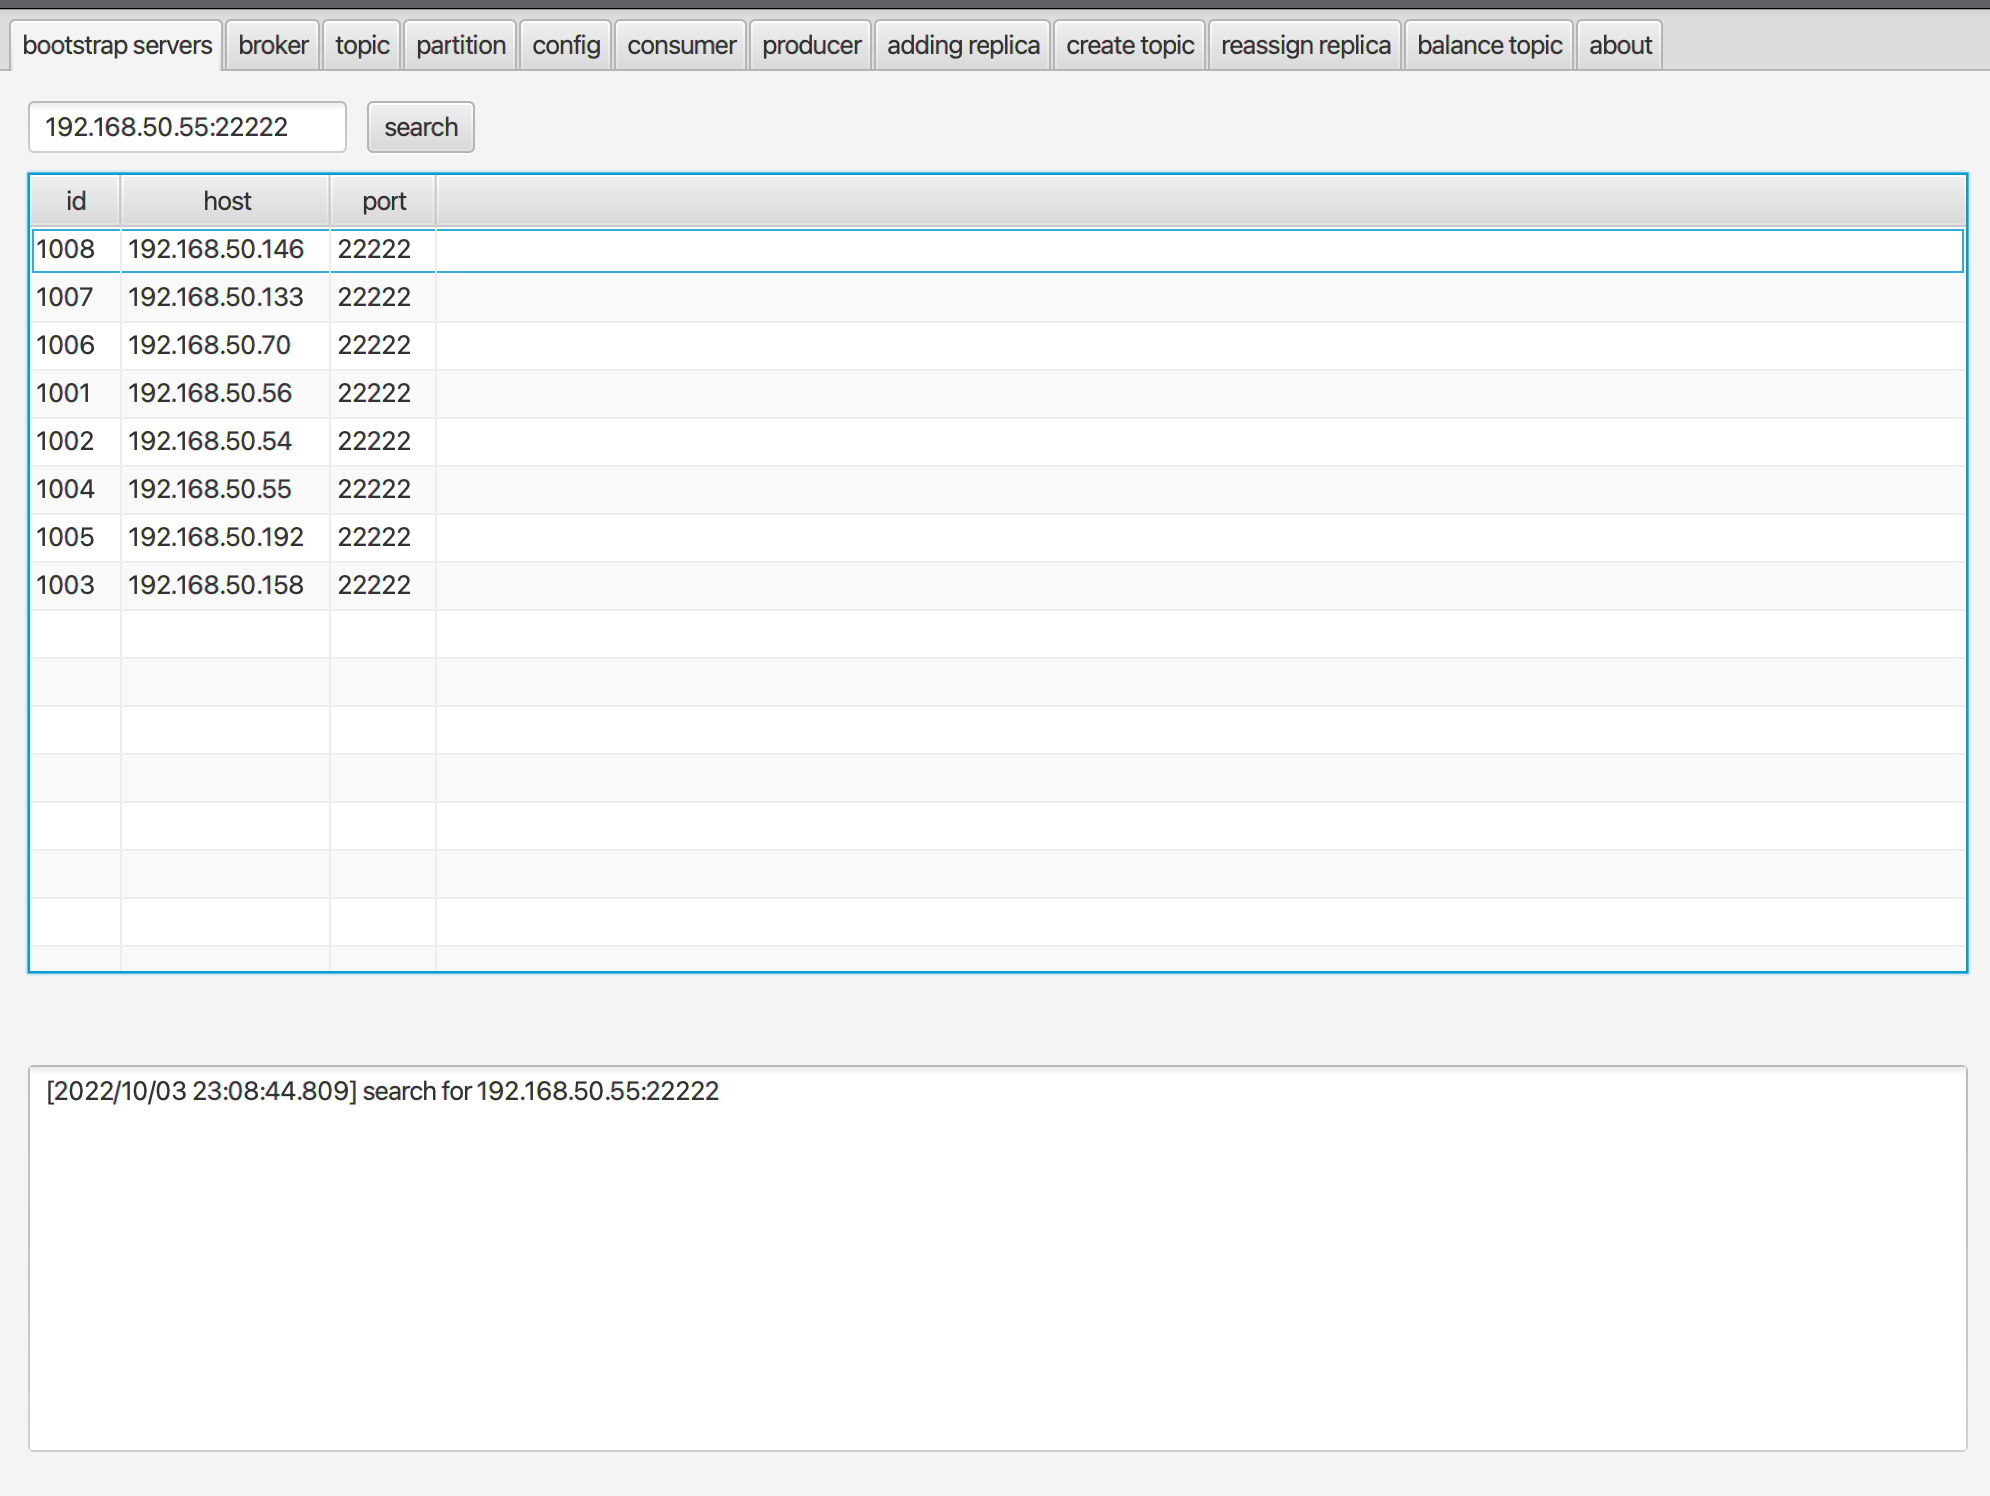 bootstrap servers broker topic partition config consumer producer adding replica create topic reassign replica balance topic about
192.168.50.55:22222 search
id host port
1008 192.168.50.146 22222
1007 192.168.50.133 22222
1006 192.168.50.70 22222
1001 192.168.50.56 22222
1002 192.168.50.54 22222
1004 192.168.50.55 22222
1005 192.168.50.192 22222
1003 192.168.50.158 22222
[2022/10/03 23:08:44.809] search for 192.168.50.55:22222